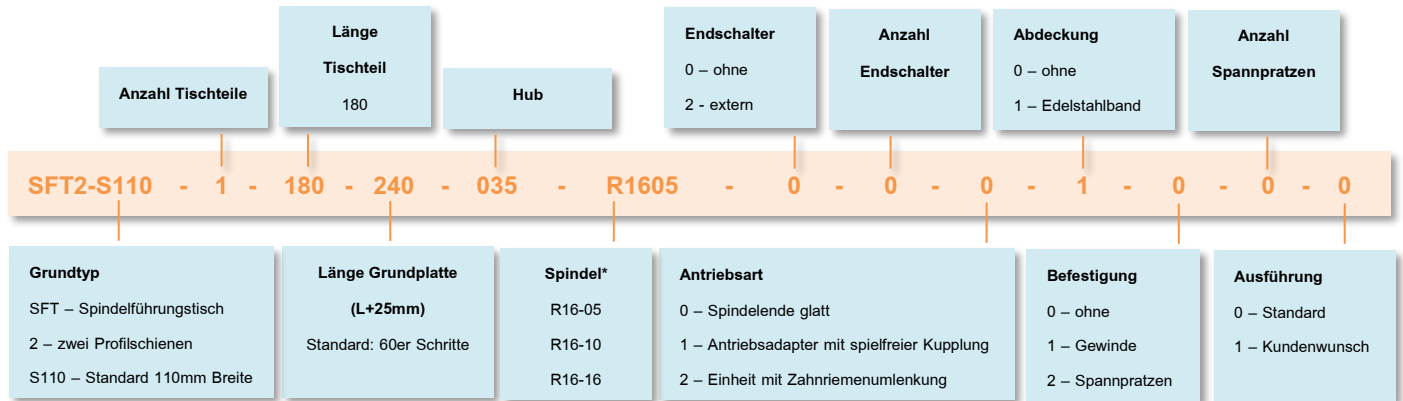 Anzahl Tischteile
Länge
Tischteil
180
Hub
Endschalter
0 – ohne
2 - extern
Anzahl
Endschalter
Abdeckung
0 – ohne
1 – Edelstahlband
Anzahl
Spannpratzen
SFT2-S110 - 1 - 180 - 240 - 035 - R1605 - 0 - 0 - 0 - 1 - 0 - 0 - 0
Grundtyp
SFT – Spindelführungstisch
2 – zwei Profilschienen
S110 – Standard 110mm Breite
Länge Grundplatte
(L+25mm)
Standard: 60er Schritte
Spindel*
R16-05
R16-10
R16-16
Antriebsart
0 – Spindelende glatt
1 – Antriebsadapter mit spielfreier Kupplung
2 – Einheit mit Zahnriemenumlenkung
Befestigung
0 – ohne
1 – Gewinde
2 – Spannpratzen
Ausführung
0 – Standard
1 – Kundenwunsch